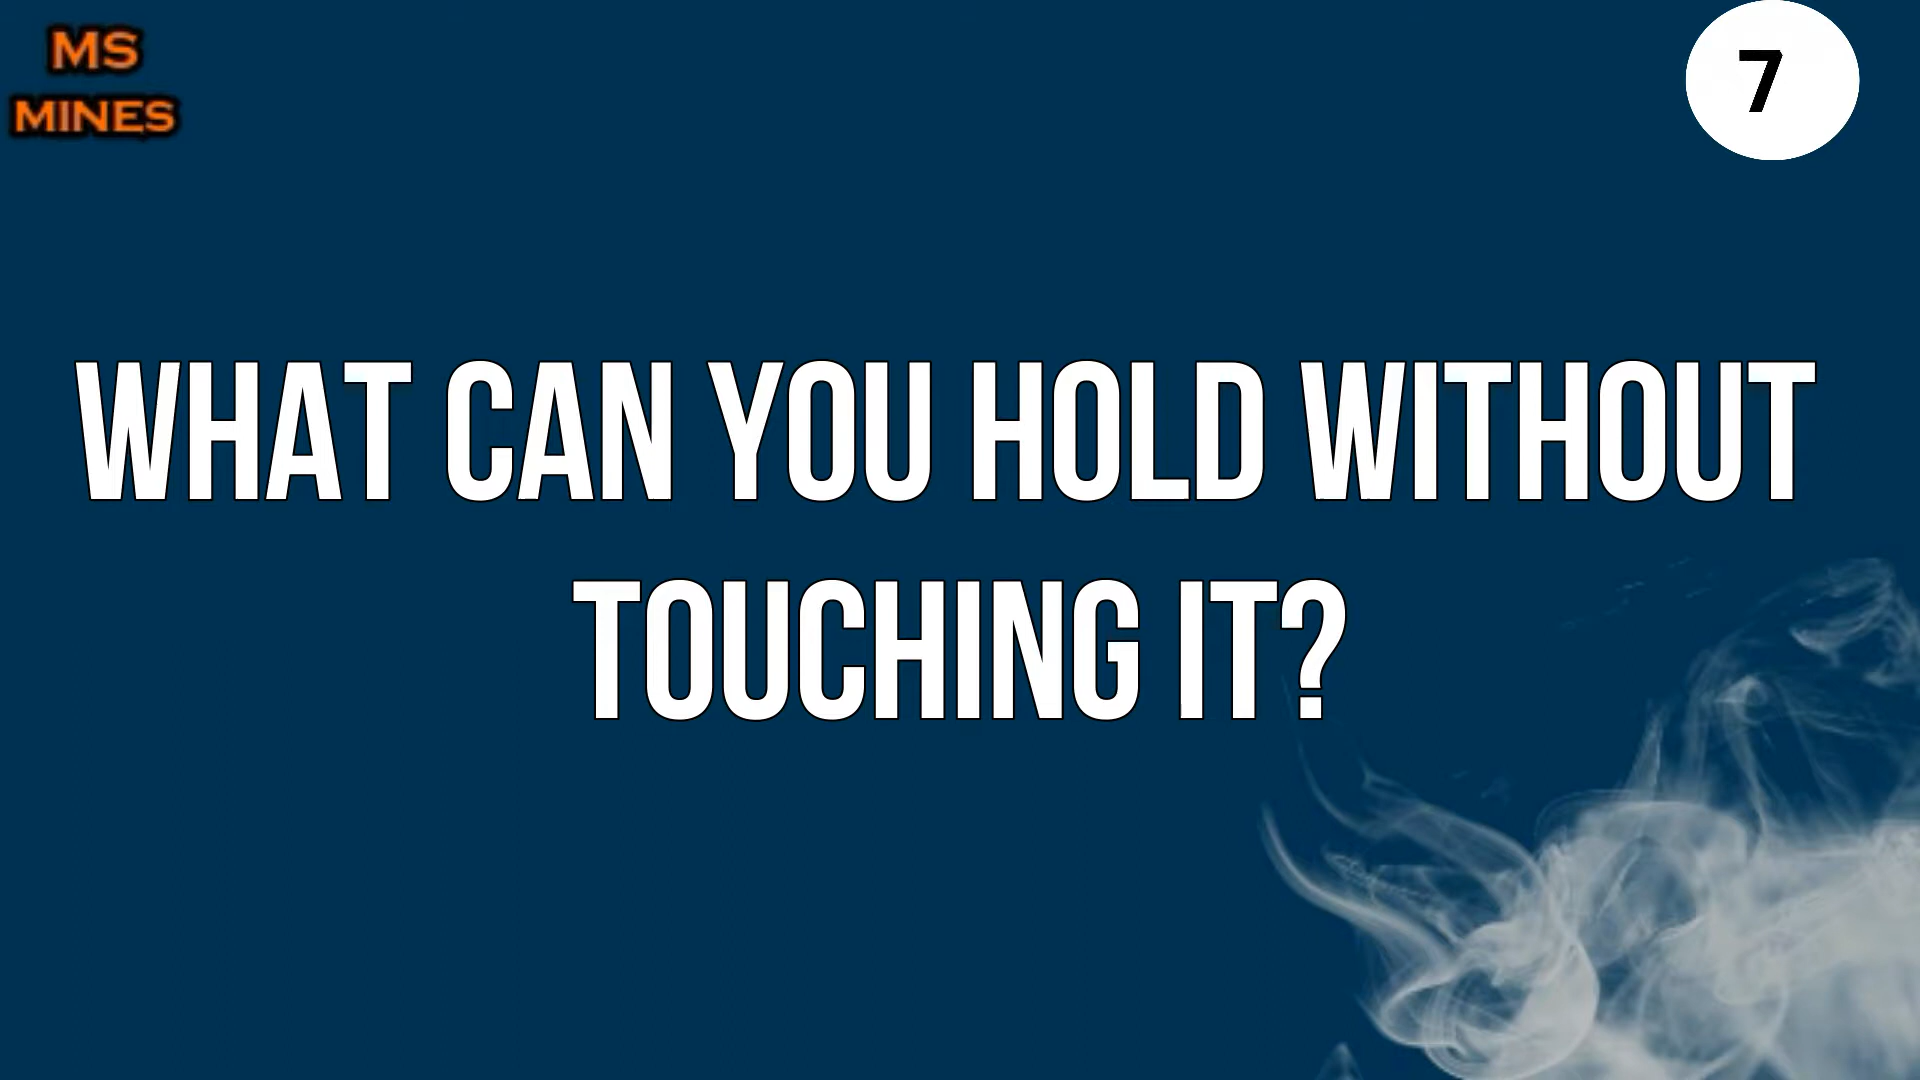 MS
MINES
7
WHAT CAN YOU HOLD WITHOUT
TOUCHING IT?